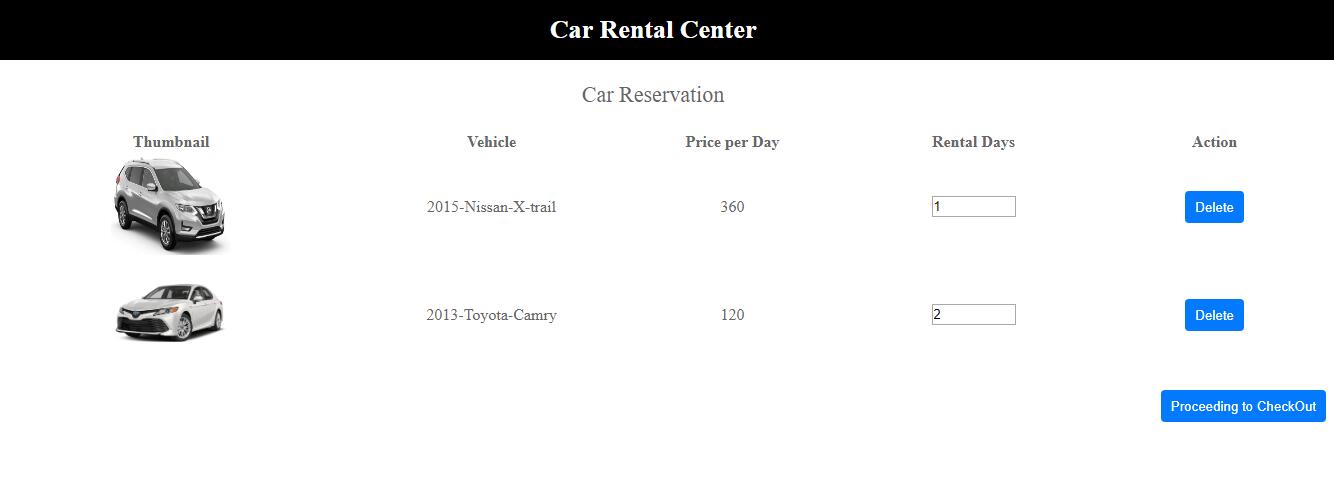 Car Rental Center
Car Reservation
Thumbnail Vehicle Price per Day Rental Days Action
2015-Nissan-X-trail 360 1 Delete
2013-Toyota-Camry 120 2 Delete
Proceeding to CheckOut